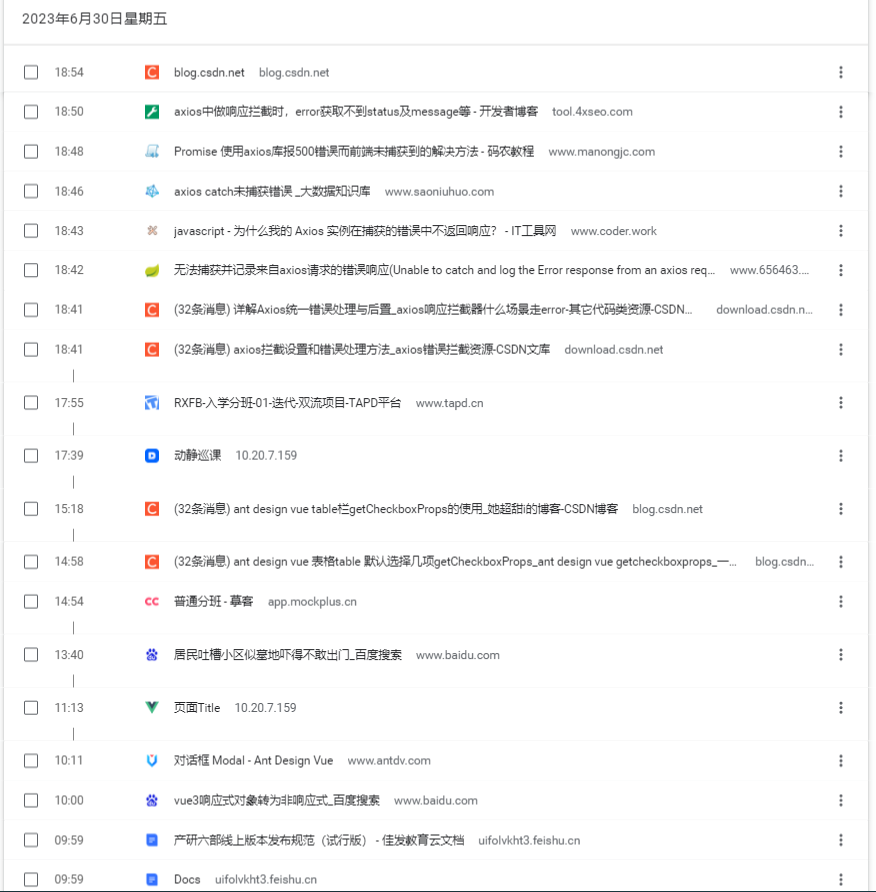 2023年6月30日星期五
18:54 blog.csdn.net blog.csdn.net
18:50 axios中做响应拦截时，error获取不到status及message等 - 开发者博客 tool.4xseo.com
18:48 Promise 使用axios库报500错误而前端未捕获到的解决方法 - 码农教程 www.manongjc.com
18:46 axios catch未捕获错误 _大数据知识库 www.saoniuhuo.com
18:43 javascript - 为什么我的 Axios 实例在捕获的错误中不返回响应？ - IT工具网 www.coder.work
18:42 无法捕获并记录来自axios请求的错误响应(Unable to catch and log the Error response from an axios req... www.656463....
18:41 (32条消息) 详解Axios统一错误处理与后置_axios响应拦截器什么场景走error-其它代码类资源-CSDN... download.csdn.n...
18:41 (32条消息) axios拦截设置和错误处理方法_axios错误拦截资源-CSDN文库 download.csdn.net
17:55 RXFB-入学分班-01-迭代-双流项目-TAPD平台 www.tapd.cn
17:39 动静巡课 10.20.7.159
15:18 (32条消息) ant design vue table栏getCheckboxProps的使用_她超甜i的博客-CSDN博客 blog.csdn.net
14:58 (32条消息) ant design vue 表格table 默认选择几项getCheckboxProps_ant design vue getcheckboxprops_一... blog.csdn...
14:54 普通分班 - 摹客 app.mockplus.cn
13:40 居民吐槽小区似墓地吓得不敢出门_百度搜索 www.baidu.com
11:13 页面Title 10.20.7.159
10:11 对话框 Modal - Ant Design Vue www.antdv.com
10:00 vue3响应式对象转为非响应式_百度搜索 www.baidu.com
09:59 产研六部线上版本发布规范（试行版） - 佳发教育云文档 uifolvkht3.feishu.cn
09:59 Docs uifolvkht3.feishu.cn